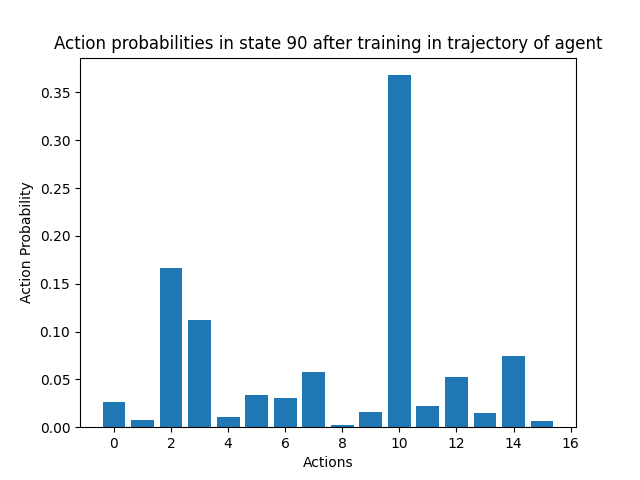 Action probabilities in state 90 after training in trajectory of agent
0.35
0.30
0.25
0.20
0.15
0.10
0.05
0.00
Action Probability
0 2 4 6 8 10 12 14 16
Actions